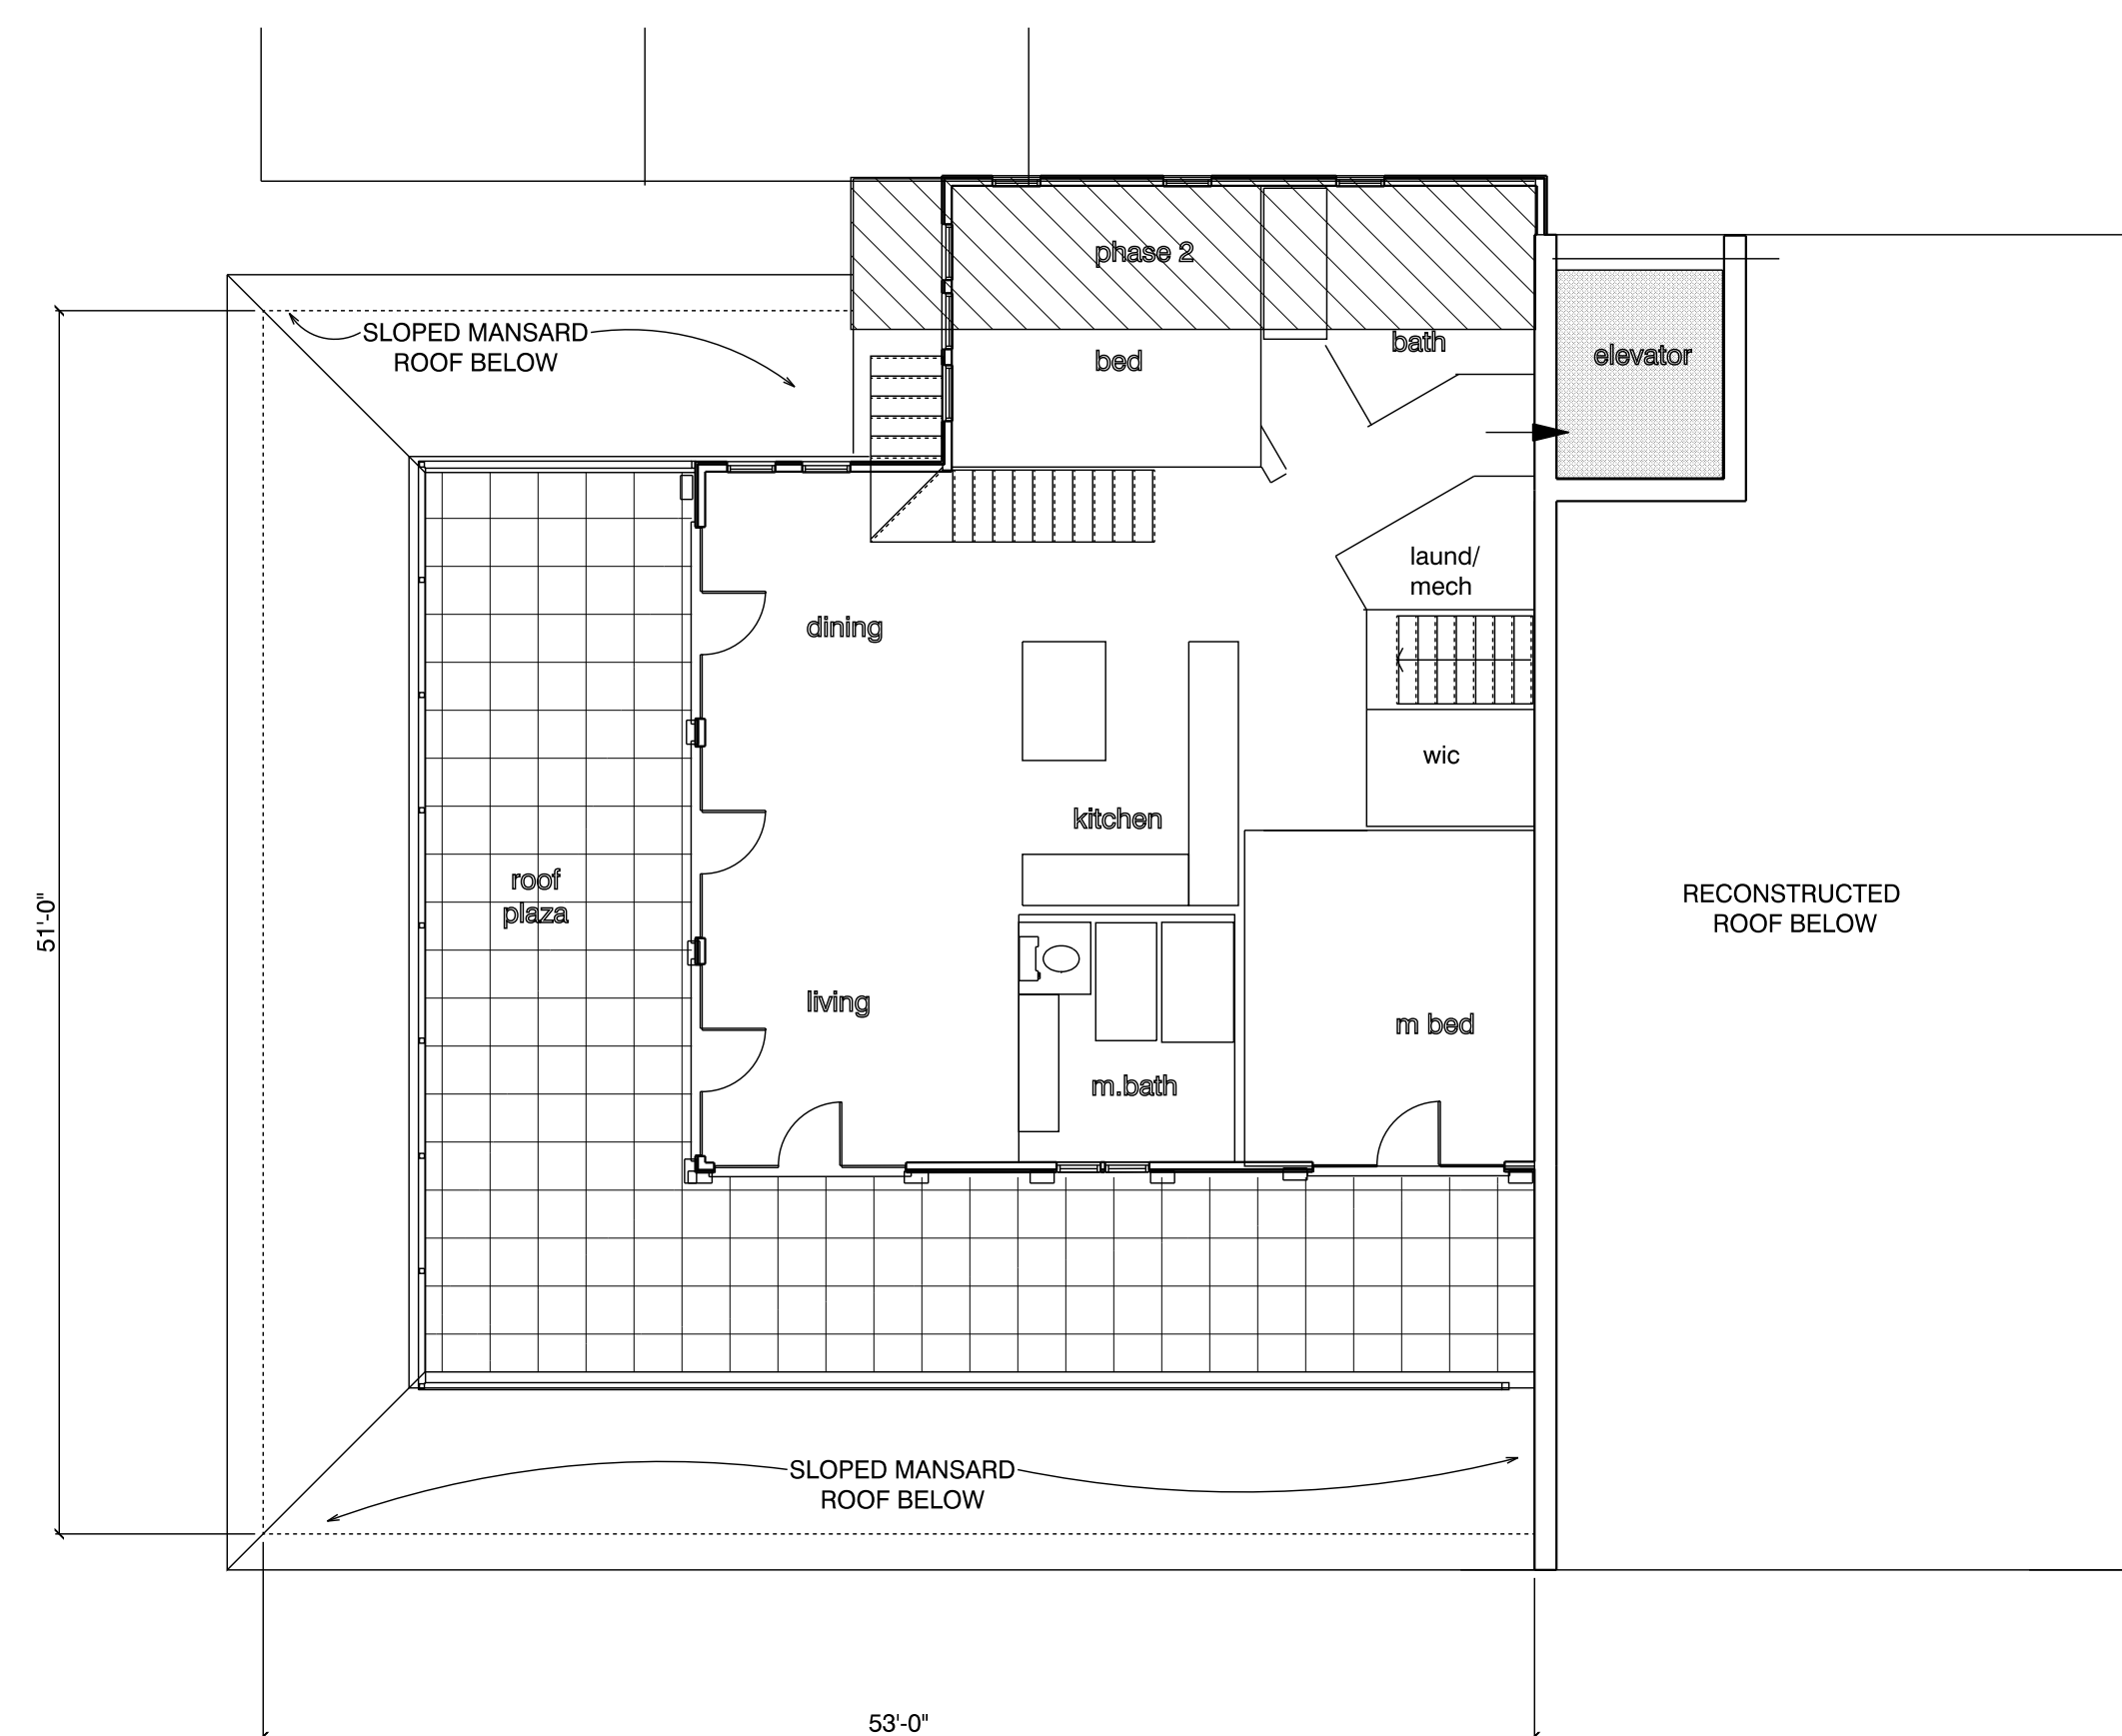 phase 2
SLOPED MANSARD
ROOF BELOW
bed
bath
elevator
laund/
mech
dining
wic
kitchen
roof
plaza
51'-0"
RECONSTRUCTED
ROOF BELOW
living
m bed
m.bath
SLOPED MANSARD
ROOF BELOW
53'-0"